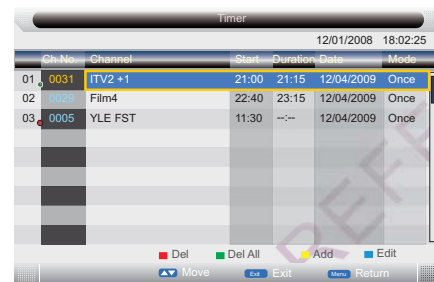 Timer
12/01/2008 18:02:25
Ch No. Channel Start Duration Date Mode
01 0031 ITV2 +1 21:00 21:15 12/04/2009 Once
02 0029 Film4 22:40 23:15 12/04/2009 Once
03 0005 YLE FST 11:30 --:-- 12/04/2009 Once
Del Del All Add Edit
Move Exit Exit Menu Return